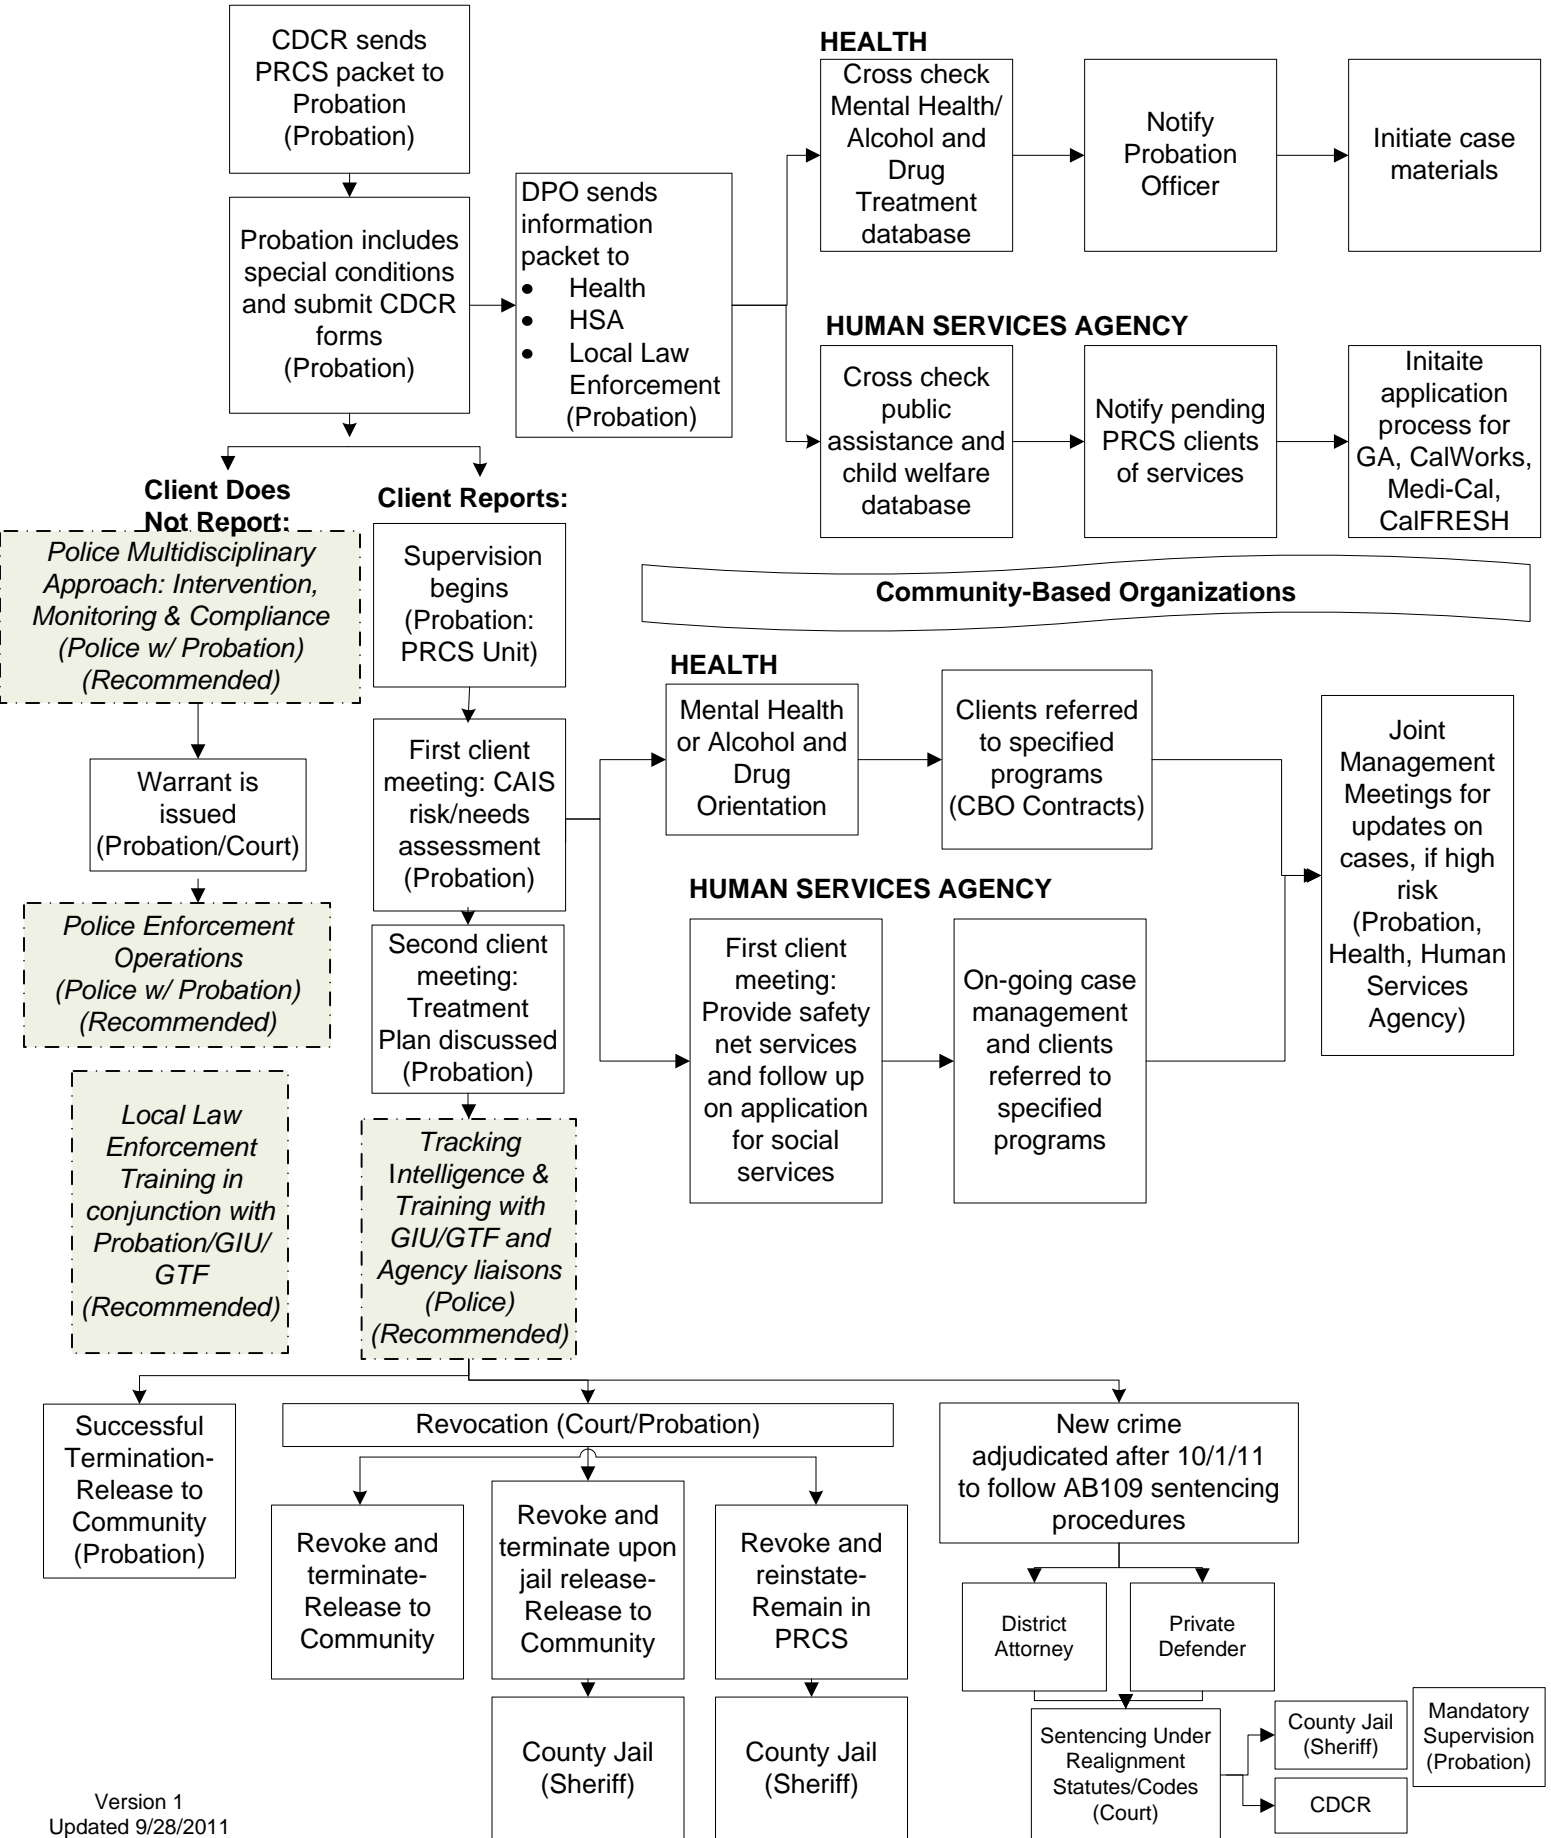 CDCR sends
PRCS packet to
Probation
(Probation)
Probation includes
special conditions
and submit CDCR
forms
(Probation)
DPO sends
information
packet to
• Health
• HSA
• Local Law
Enforcement
(Probation)
HEALTH
Cross check
Mental Health/
Alcohol and
Drug
Treatment
database
Notify
Probation
Officer
Initiate case
materials
HUMAN SERVICES AGENCY
Cross check
public
assistance and
child welfare
database
Notify pending
PRCS clients
of services
Initaite
application
process for
GA, CalWorks,
Medi-Cal,
CalFRESH
Client Does
Not Report:
Police Multidisciplinary
Approach: Intervention,
Monitoring & Compliance
(Police w/ Probation)
(Recommended)
Warrant is
issued
(Probation/Court)
Police Enforcement
Operations
(Police w/ Probation)
(Recommended)
Local Law
Enforcement
Training in
conjunction with
Probation/GIU/
GTF
(Recommended)
Client Reports:
Supervision
begins
(Probation:
PRCS Unit)
First client
meeting: CAIS
risk/needs
assessment
(Probation)
Second client
meeting:
Treatment
Plan discussed
(Probation)
Tracking
Intelligence &
Training with
GIU/GTF and
Agency liaisons
(Police)
(Recommended)
Community-Based Organizations
HEALTH
Mental Health
or Alcohol and
Drug
Orientation
Clients referred
to specified
programs
(CBO Contracts)
HUMAN SERVICES AGENCY
First client
meeting:
Provide safety
net services
and follow up
on application
for social
services
On-going case
management
and clients
referred to
specified
programs
Joint
Management
Meetings for
updates on
cases, if high
risk
(Probation,
Health, Human
Services
Agency)
Successful
Termination-
Release to
Community
(Probation)
Revocation (Court/Probation)
Revoke and
terminate-
Release to
Community
Revoke and
terminate upon
jail release-
Release to
Community
Revoke and
reinstate-
Remain in
PRCS
County Jail
(Sheriff)
County Jail
(Sheriff)
New crime
adjudicated after 10/1/11
to follow AB109 sentencing
procedures
District
Attorney
Private
Defender
Sentencing Under
Realignment
Statutes/Codes
(Court)
County Jail
(Sheriff)
CDCR
Mandatory
Supervision
(Probation)
Version 1
Updated 9/28/2011